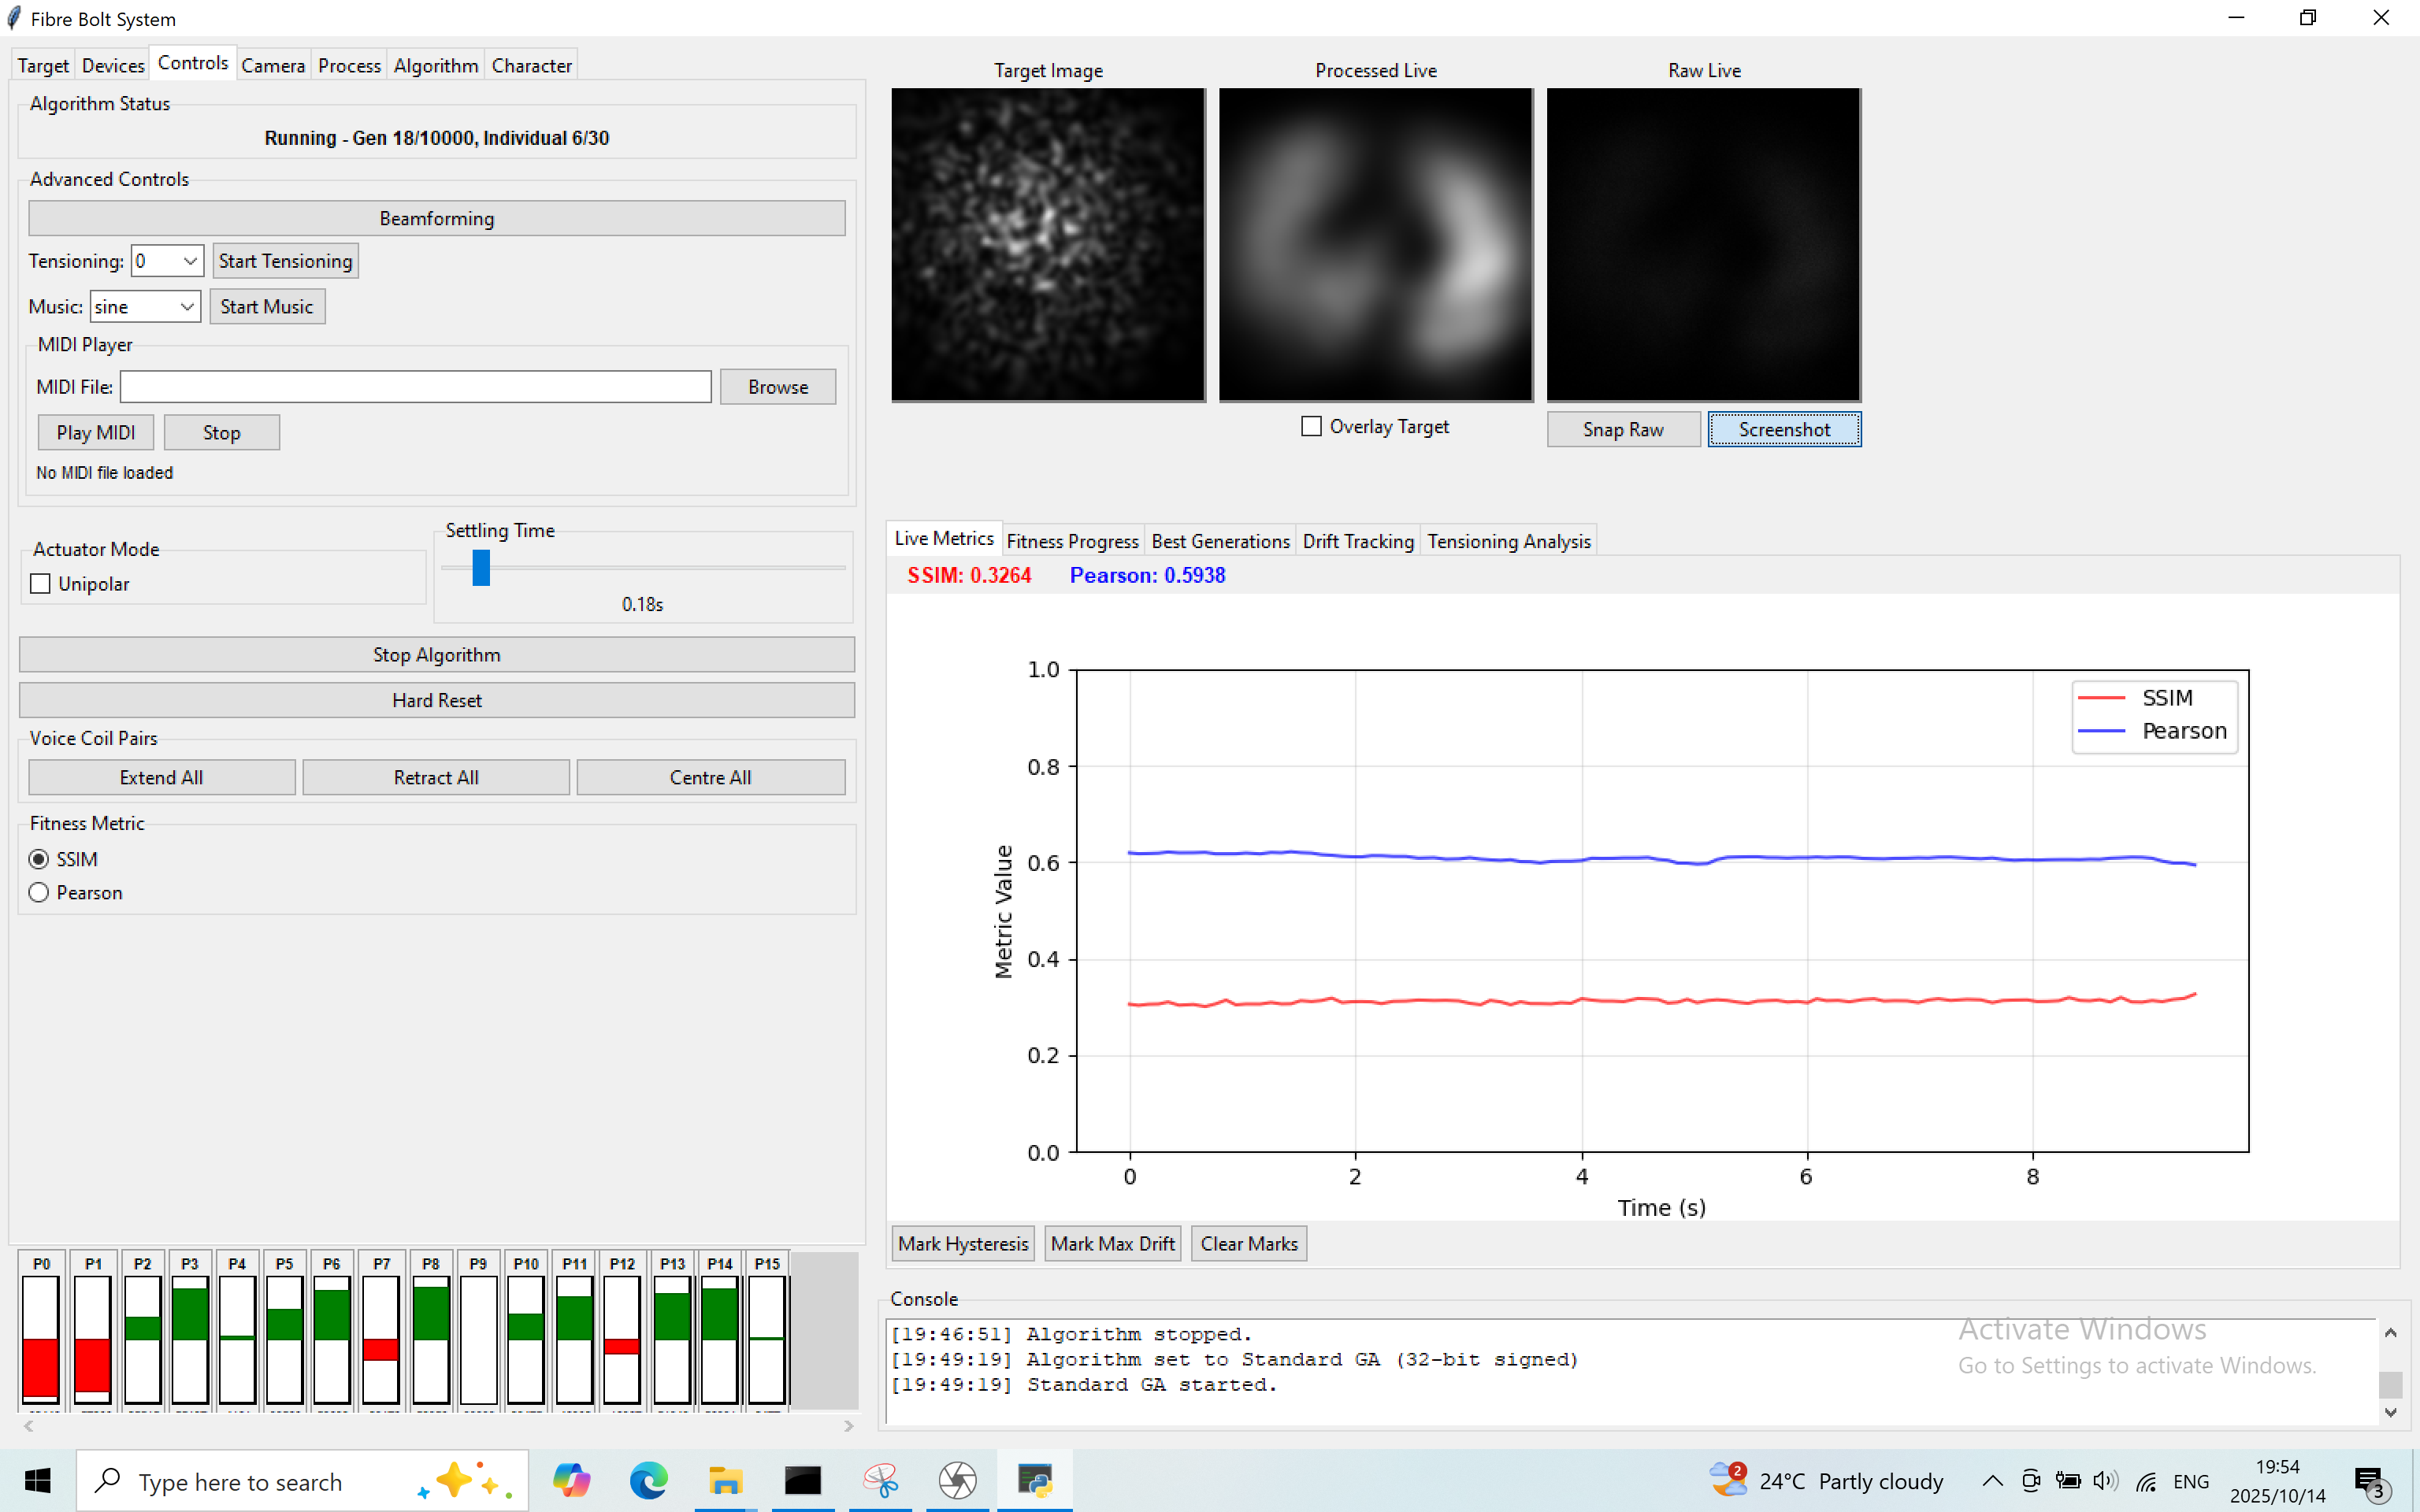 Fibre Bolt System
Target Devices Controls Camera Process Algorithm Character
Algorithm Status
Running - Gen 18/10000, Individual 6/30
Advanced Controls
Beamforming
Tensioning: 0 Start Tensioning
Music: sine Start Music
MIDI Player
MIDI File: Browse
Play MIDI Stop
No MIDI file loaded
Actuator Mode
Unipolar
Settling Time
0.18s
Stop Algorithm
Hard Reset
Voice Coil Pairs
Extend All Retract All Centre All
Fitness Metric
SSIM
Pearson
P0 P1 P2 P3 P4 P5 P6 P7 P8 P9 P10 P11 P12 P13 P14 P15
Target Image Processed Live Raw Live
Overlay Target Snap Raw Screenshot
Live Metrics Fitness Progress Best Generations Drift Tracking Tensioning Analysis
SSIM: 0.3264 Pearson: 0.5938
1.0
0.8
0.6
0.4
0.2
0.0
Metric Value
SSIM
Pearson
0 2 4 6 8
Time (s)
Mark Hysteresis Mark Max Drift Clear Marks
Console
[19:46:51] Algorithm stopped.
[19:49:19] Algorithm set to Standard GA (32-bit signed)
[19:49:19] Standard GA started.
Activate Windows
Go to Settings to activate Windows.
Type here to search
2
24°C Partly cloudy
ENG
19:54
2025/10/14
3